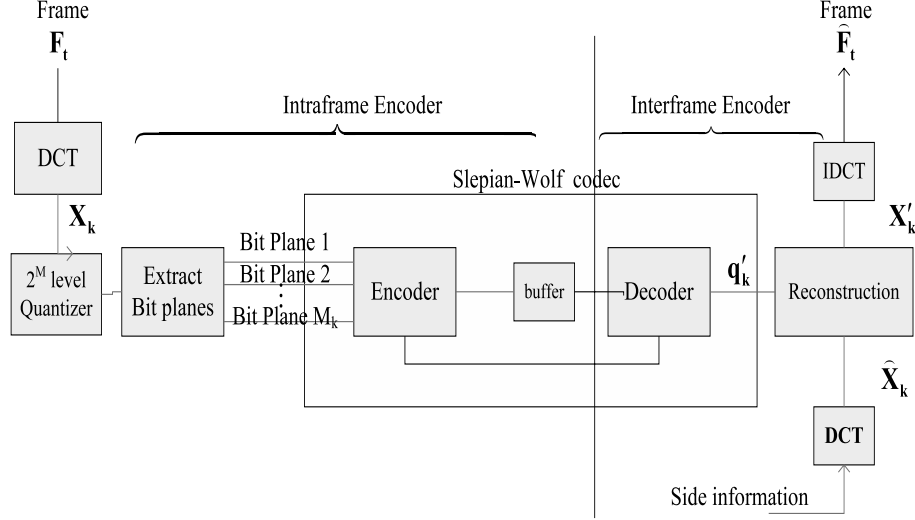 Frame
F_t
Frame
F̂_t
Intraframe Encoder
Interframe Encoder
DCT
IDCT
Slepian-Wolf codec
X_k
X′_k
2^M level
Quantizer
Extract
Bit planes
Bit Plane 1
Bit Plane 2
⋮
Bit Plane M_k
Encoder
buffer
Decoder
q′_k
Reconstruction
X̂_k
DCT
Side information